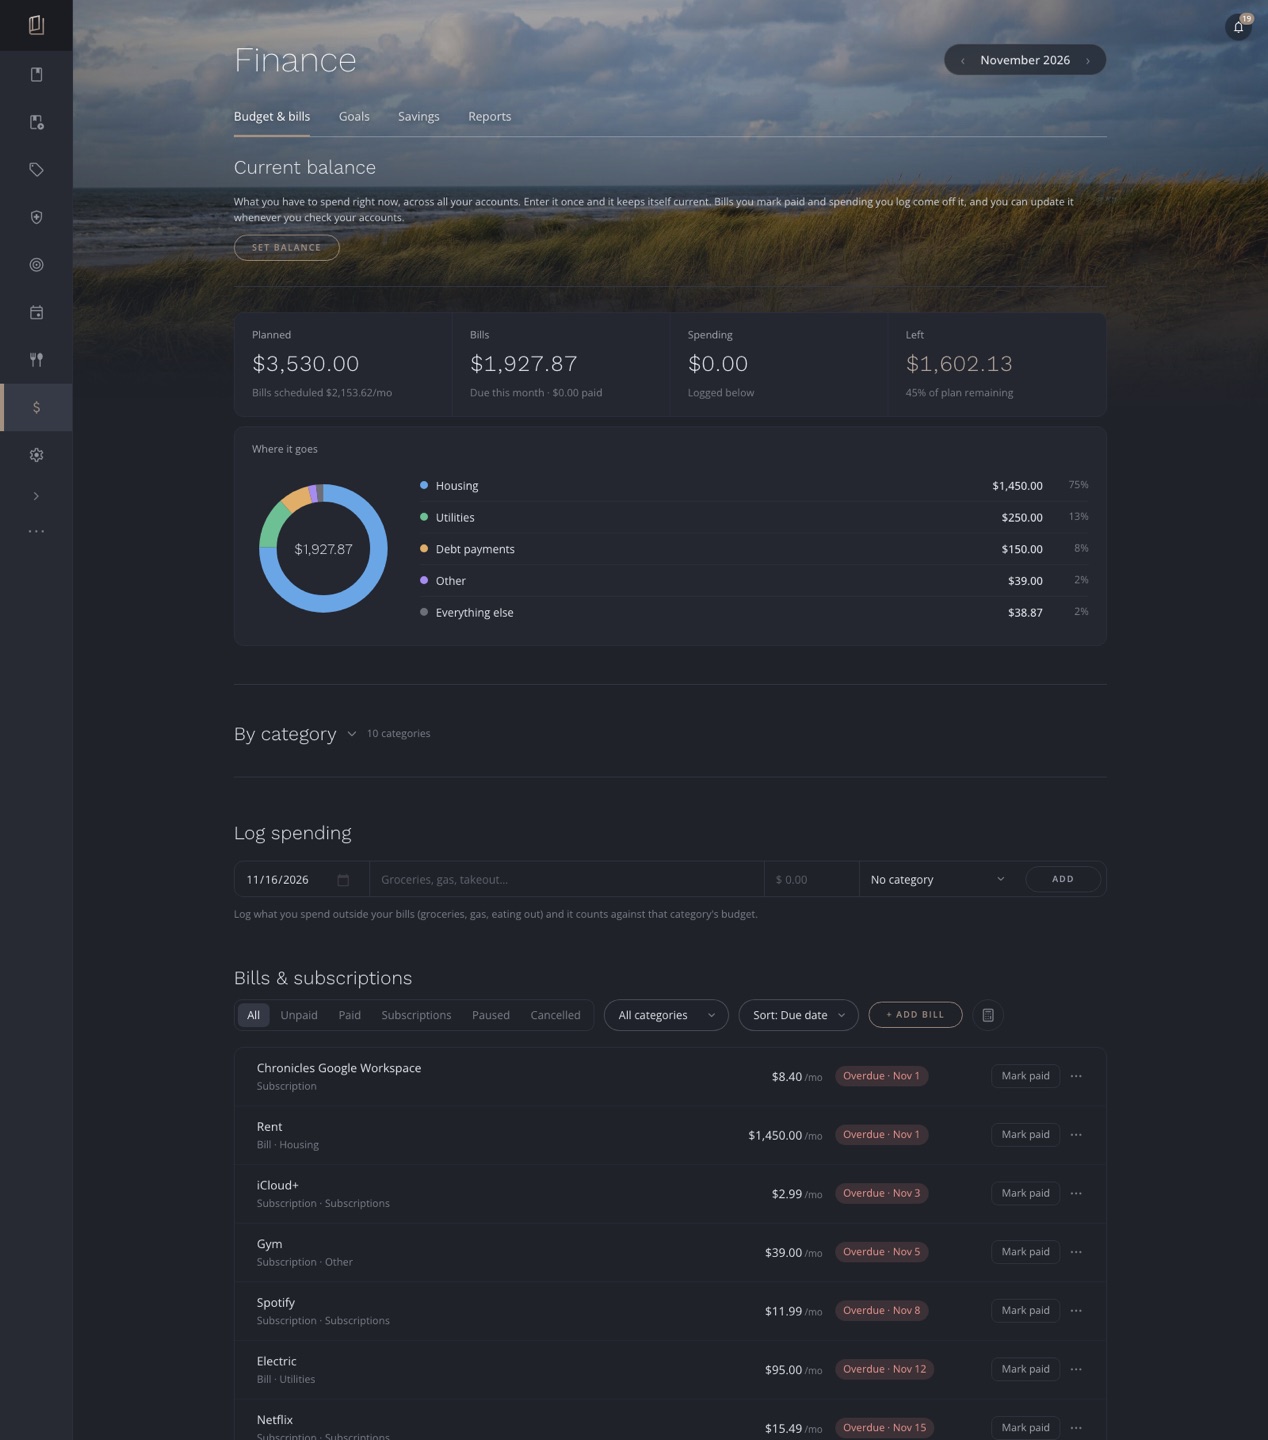 19
Finance
‹ November 2026 ›
Budget & bills Goals Savings Reports
Current balance
What you have to spend right now, across all your accounts. Enter it once and it keeps itself current. Bills you mark paid and spending you log come off it, and you can update it
whenever you check your accounts.
SET BALANCE
Planned Bills Spending Left
$3,530.00 $1,927.87 $0.00 $1,602.13
Bills scheduled $2,153.62/mo Due this month · $0.00 paid Logged below 45% of plan remaining
$
Where it goes
Housing $1,450.00 75%
Utilities $250.00 13%
$1,927.87 Debt payments $150.00 8%
Other $39.00 2%
Everything else $38.87 2%
By category 10 categories
Log spending
11/16/2026 Groceries, gas, takeout... $ 0.00 No category ADD
Log what you spend outside your bills (groceries, gas, eating out) and it counts against that category's budget.
Bills & subscriptions
All Unpaid Paid Subscriptions Paused Cancelled All categories Sort: Due date + ADD BILL
Chronicles Google Workspace
Subscription
$8.40 /mo Overdue · Nov 1 Mark paid ···
Rent
Bill · Housing
$1,450.00 /mo Overdue · Nov 1 Mark paid ···
iCloud+
Subscription · Subscriptions
$2.99 /mo Overdue · Nov 3 Mark paid ···
Gym
Subscription · Other
$39.00 /mo Overdue · Nov 5 Mark paid ···
Spotify
Subscription · Subscriptions
$11.99 /mo Overdue · Nov 8 Mark paid ···
Electric
Bill · Utilities
$95.00 /mo Overdue · Nov 12 Mark paid ···
Netflix
Subscription · Subscriptions
$15.49 /mo Overdue · Nov 15 Mark paid ···